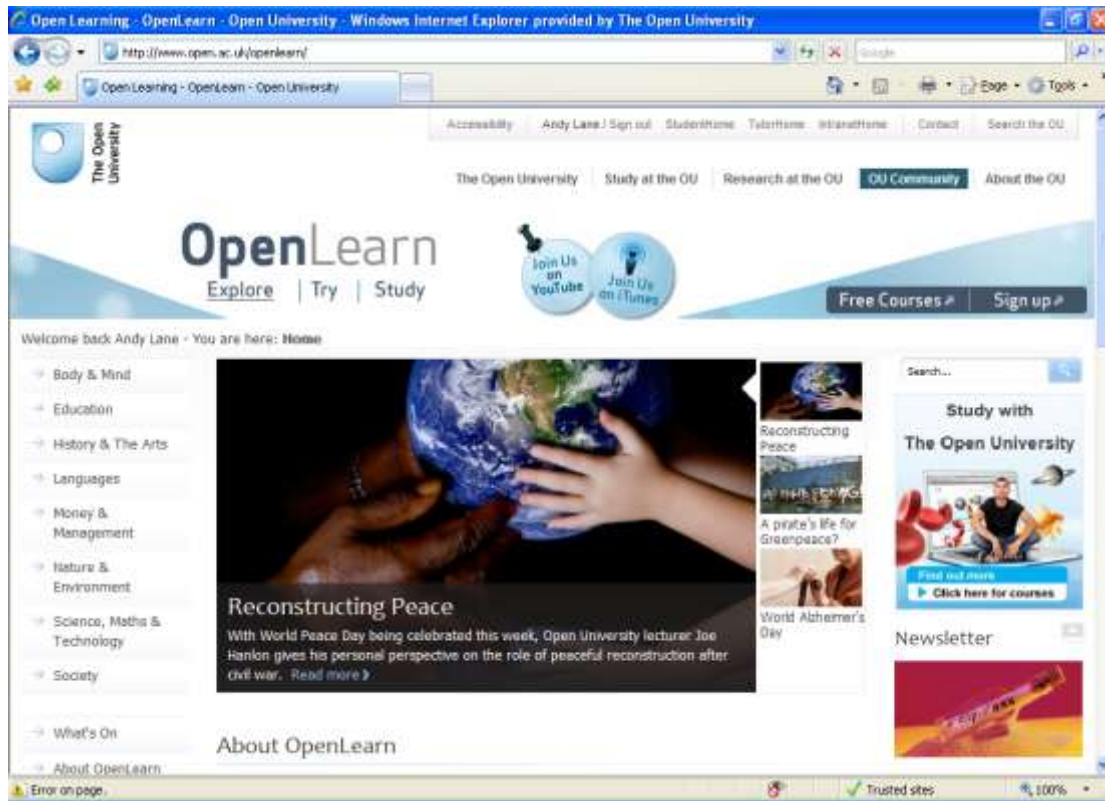 Open Learning - OpenLearn - Open University - Windows Internet Explorer provided by The Open University
http://www.open.ac.uk/openlearn/
Google
Open Learning - OpenLearn - Open University
Page
Tools
The Open
University
Accessibility
Andy Lane / Sign out
StudentHome
TutorHome
IntranetHome
Contact
Search the OU
The Open University
Study at the OU
Research at the OU
OU Community
About the OU
OpenLearn
Explore | Try | Study
Join Us
on
YouTube
Join Us
on iTunes
Free Courses
Sign up
Welcome back Andy Lane - You are here: Home
Body & Mind
Education
History & The Arts
Languages
Money &
Management
Nature &
Environment
Science, Maths &
Technology
Society
What's On
About OpenLearn
Reconstructing Peace
With World Peace Day being celebrated this week, Open University lecturer Joe
Hanlon gives his personal perspective on the role of peaceful reconstruction after
civil war. Read more
Reconstructing
Peace
A pirate's life for
Greenpeace?
World Alzheimer's
Day
About OpenLearn
Search...
Study with
The Open University
Find out more
Click here for courses
Newsletter
Error on page.
Trusted sites
100%